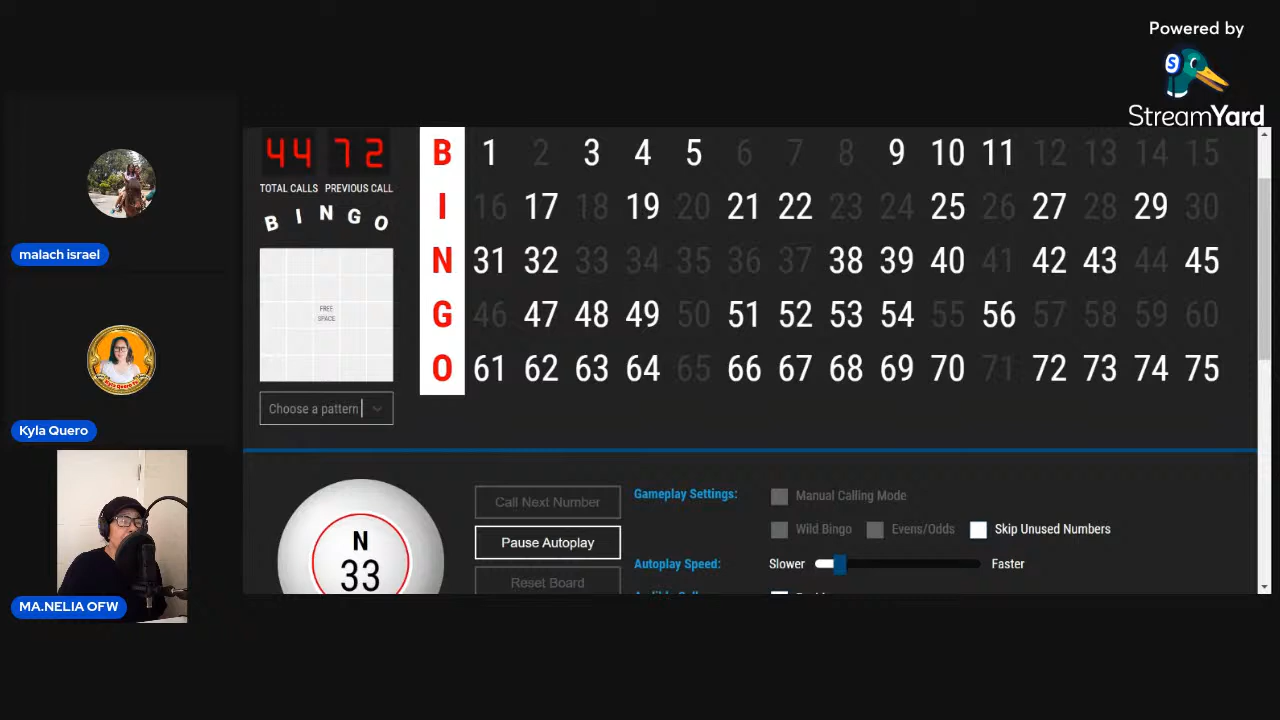 Powered by
StreamYard
44 72
TOTAL CALLS PREVIOUS CALL
B I N G O
FREE
SPACE
Choose a pattern
B 1 2 3 4 5 6 7 8 9 10 11 12 13 14 15
I 16 17 18 19 20 21 22 23 24 25 26 27 28 29 30
N 31 32 33 34 35 36 37 38 39 40 41 42 43 44 45
G 46 47 48 49 50 51 52 53 54 55 56 57 58 59 60
O 61 62 63 64 65 66 67 68 69 70 71 72 73 74 75
malach israel
Kyla Quero
MA.NELIA OFW
N
33
Call Next Number
Pause Autoplay
Reset Board
Gameplay Settings:
Manual Calling Mode
Wild Bingo Evens/Odds Skip Unused Numbers
Autoplay Speed:
Slower Faster